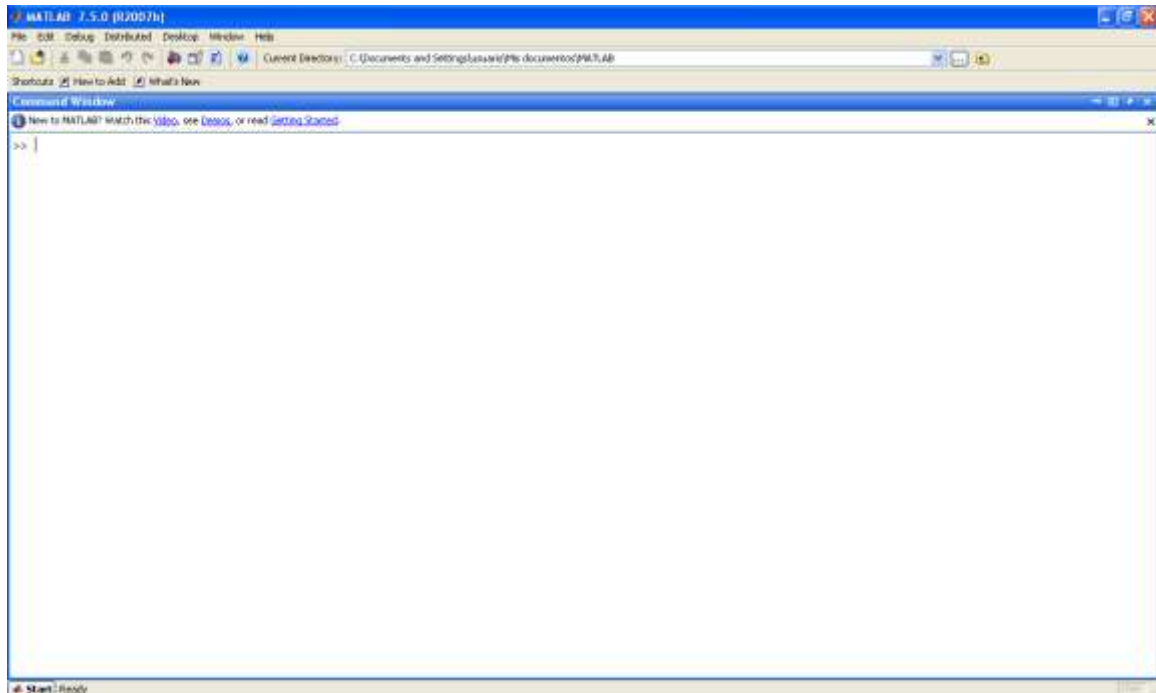 MATLAB 7.5.0 (R2007b)
File Edit Debug Distributed Desktop Window Help
Current Directory: C:\Documents and Settings\usuario\Mis documentos\MATLAB
Shortcuts How to Add What's New
Command Window
New to MATLAB? Watch this Video, see Demos, or read Getting Started.
>>
Start Ready